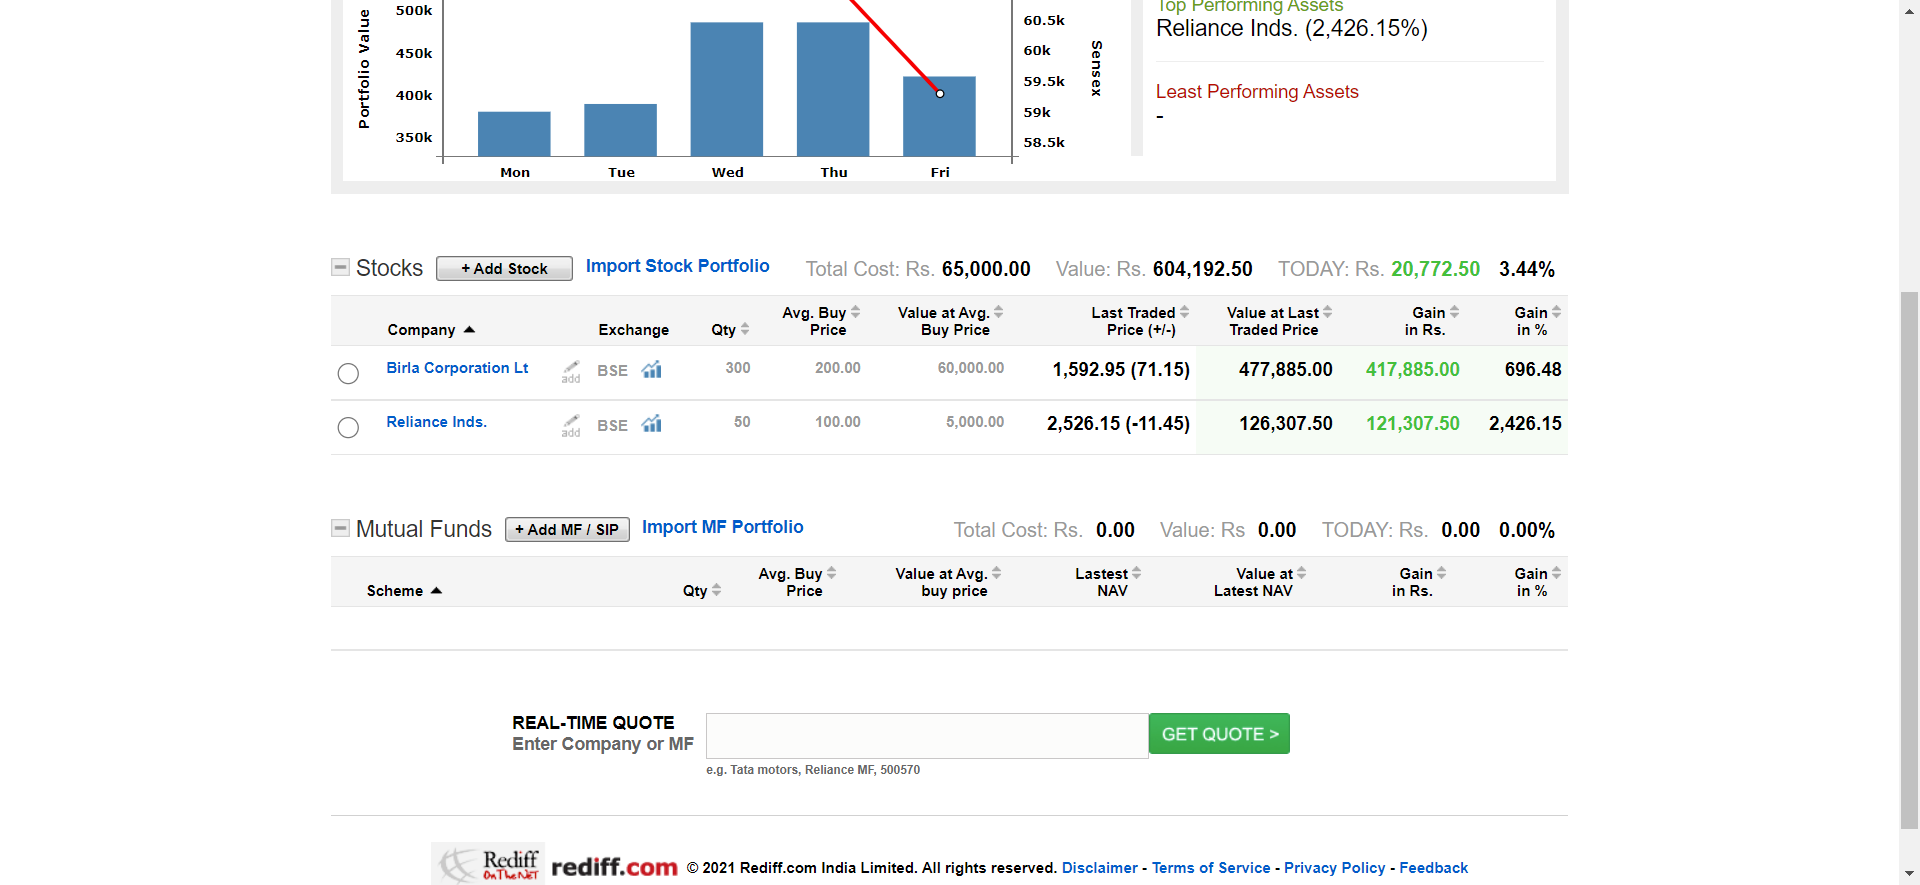 Portfolio Value
500k
450k
400k
350k
Mon Tue Wed Thu Fri
60.5k
60k
59.5k
59k
58.5k
Sensex
Top Performing Assets
Reliance Inds. (2,426.15%)
Least Performing Assets
-
Stocks + Add Stock Import Stock Portfolio Total Cost: Rs. 65,000.00 Value: Rs. 604,192.50 TODAY: Rs. 20,772.50 3.44%
Company Exchange Qty Avg. Buy Price Value at Avg. Buy Price Last Traded Price (+/-) Value at Last Traded Price Gain in Rs. Gain in %
Birla Corporation Lt add BSE 300 200.00 60,000.00 1,592.95 (71.15) 477,885.00 417,885.00 696.48
Reliance Inds. add BSE 50 100.00 5,000.00 2,526.15 (-11.45) 126,307.50 121,307.50 2,426.15
Mutual Funds + Add MF / SIP Import MF Portfolio Total Cost: Rs. 0.00 Value: Rs 0.00 TODAY: Rs. 0.00 0.00%
Scheme Qty Avg. Buy Price Value at Avg. buy price Lastest NAV Value at Latest NAV Gain in Rs. Gain in %
REAL-TIME QUOTE
Enter Company or MF
GET QUOTE >
e.g. Tata motors, Reliance MF, 500570
Rediff On The NeT rediff.com © 2021 Rediff.com India Limited. All rights reserved. Disclaimer - Terms of Service - Privacy Policy - Feedback